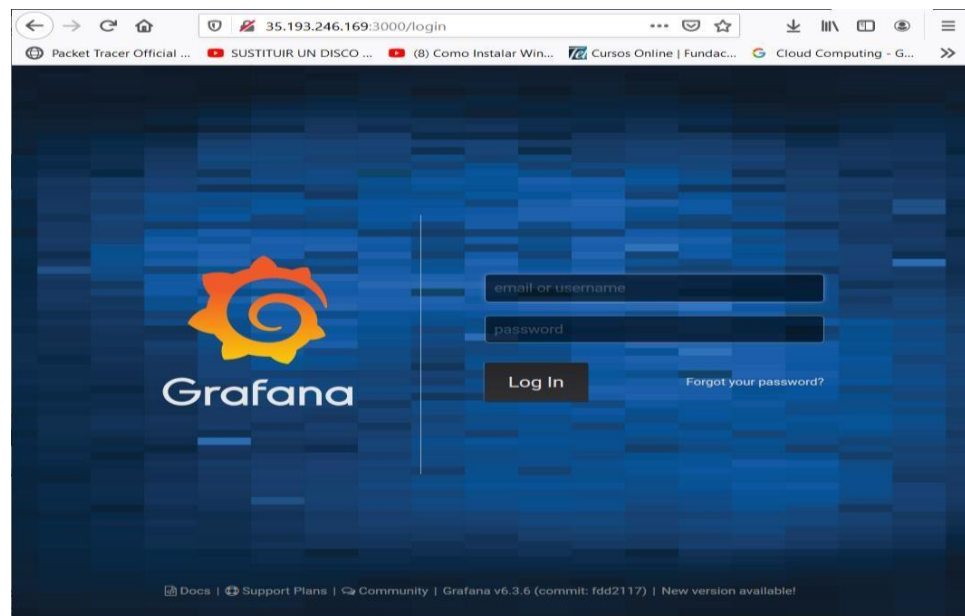 35.193.246.169:3000/login
Packet Tracer Official ... SUSTITUIR UN DISCO ... (8) Como Instalar Win... Cursos Online | Fundac... Cloud Computing - G...
email or username
password
Grafana
Log In Forgot your password?
Docs | Support Plans | Community | Grafana v6.3.6 (commit: fdd2117) | New version available!